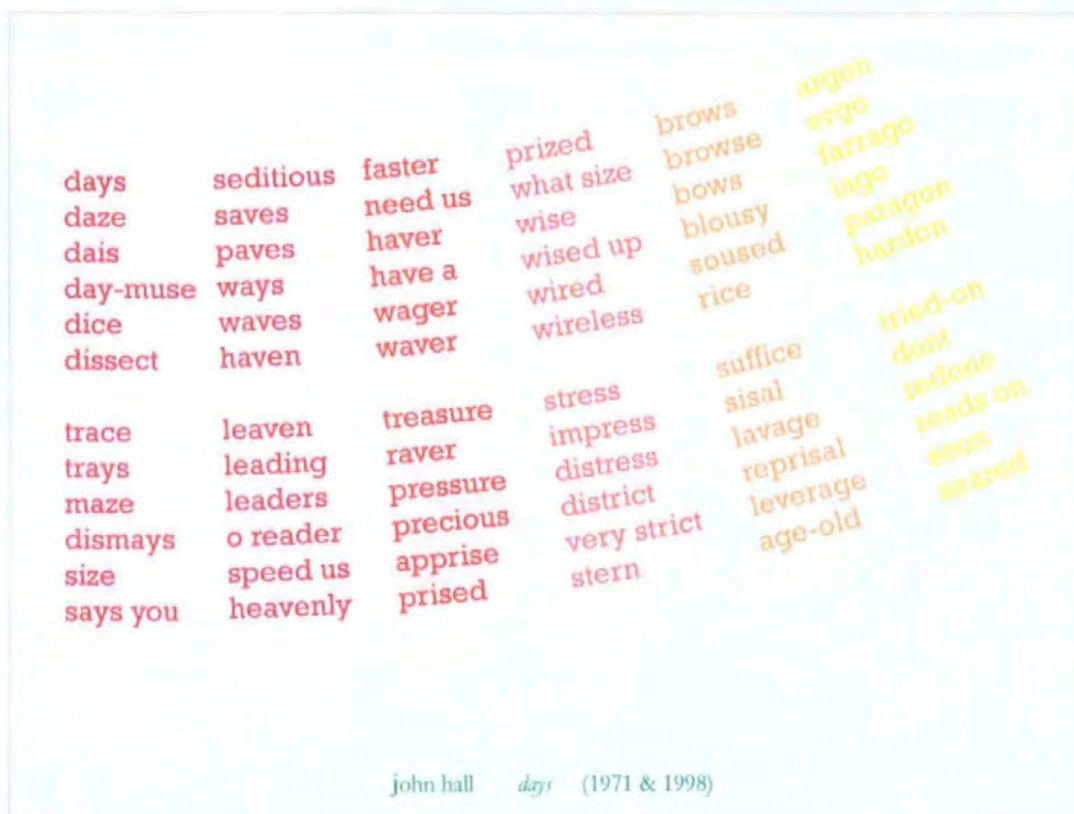 days
daze
dais
day-muse
dice
dissect
trace
trays
maze
dismays
size
says you
seditious
saves
paves
ways
waves
haven
leaven
leading
leaders
o reader
speed us
heavenly
faster
need us
haver
have a
wager
waver
treasure
raver
pressure
precious
apprise
prised
prized
what size
wise
wised up
wired
wireless
stress
impress
distress
district
very strict
stern
brows
browse
bows
blousy
soused
rice
suffice
sisal
lavage
reprisal
leverage
age-old
argon
ergo
farrago
iago
paragon
hardon
tried-on
dont
redone
reads on
soon
john hall days (1971 & 1998)